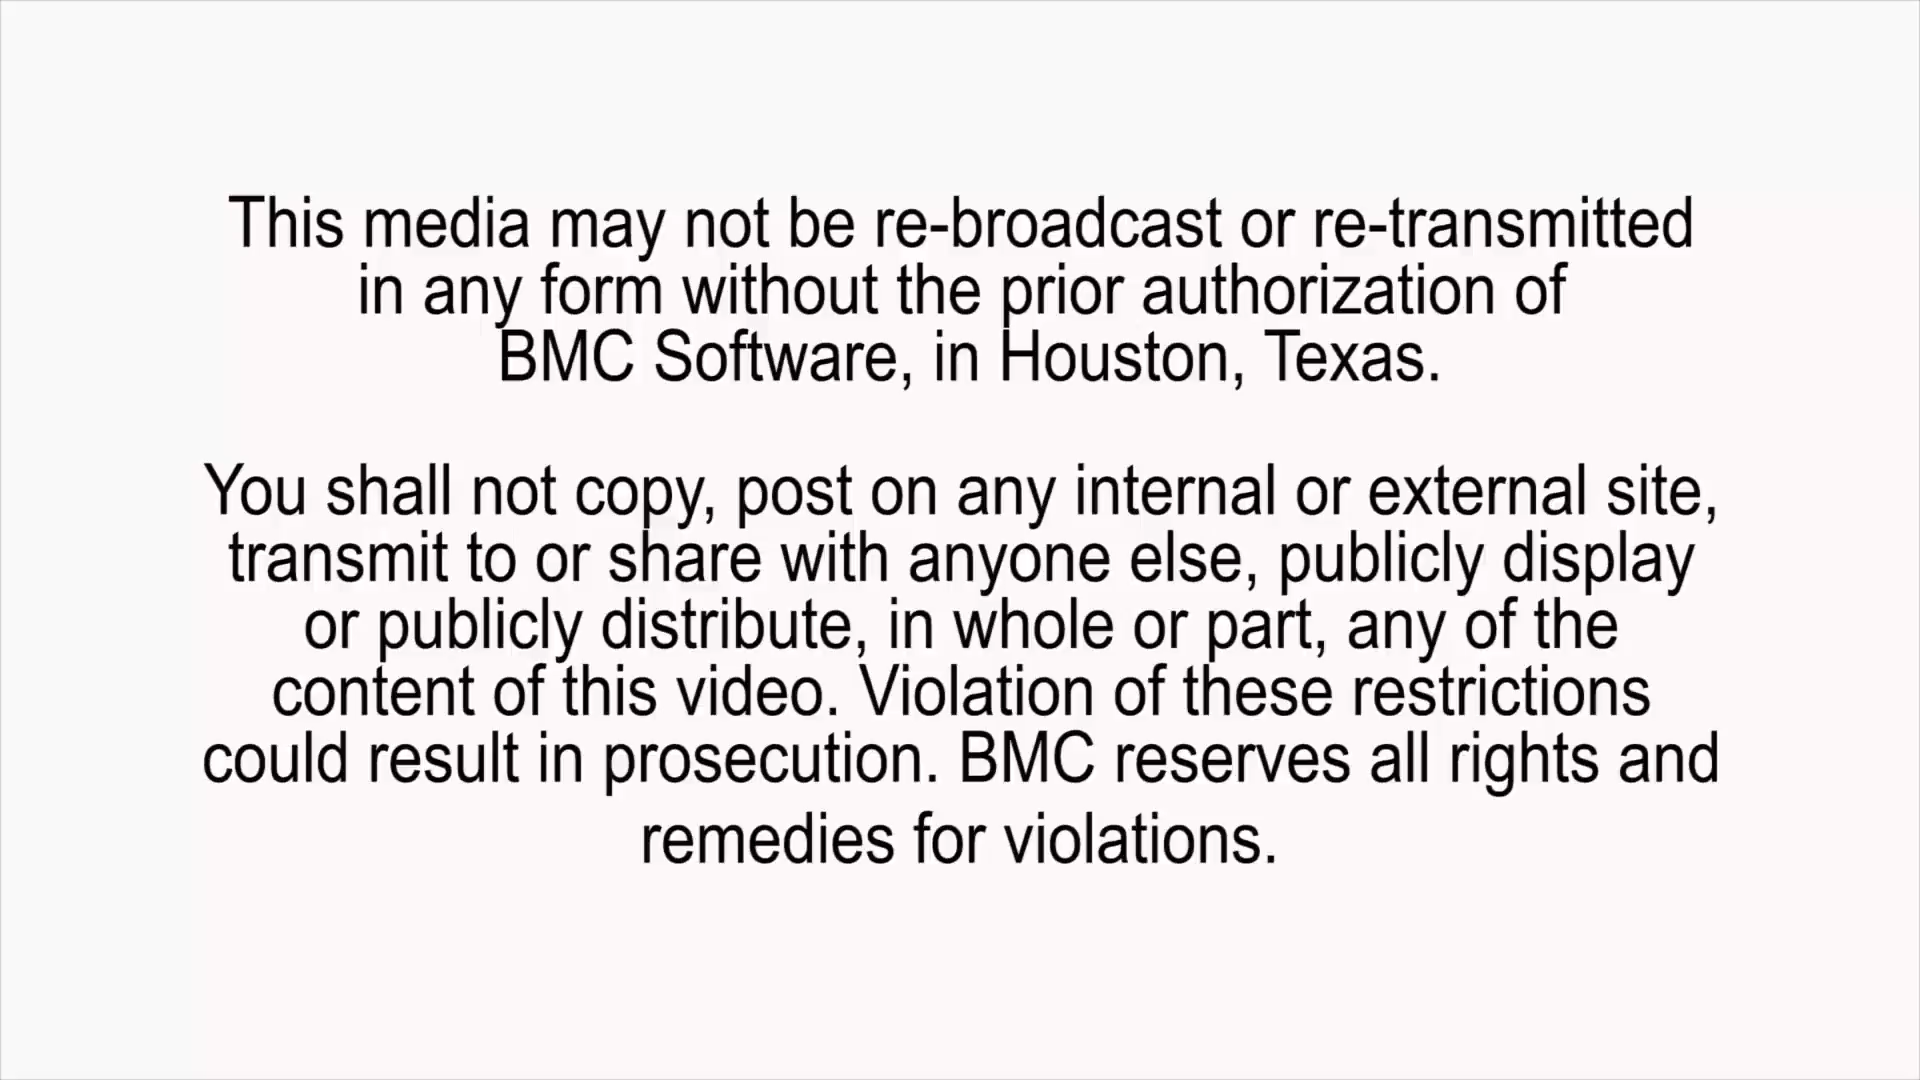 This media may not be re-broadcast or re-transmitted
in any form without the prior authorization of
BMC Software, in Houston, Texas.
You shall not copy, post on any internal or external site,
transmit to or share with anyone else, publicly display
or publicly distribute, in whole or part, any of the
content of this video. Violation of these restrictions
could result in prosecution. BMC reserves all rights and
remedies for violations.